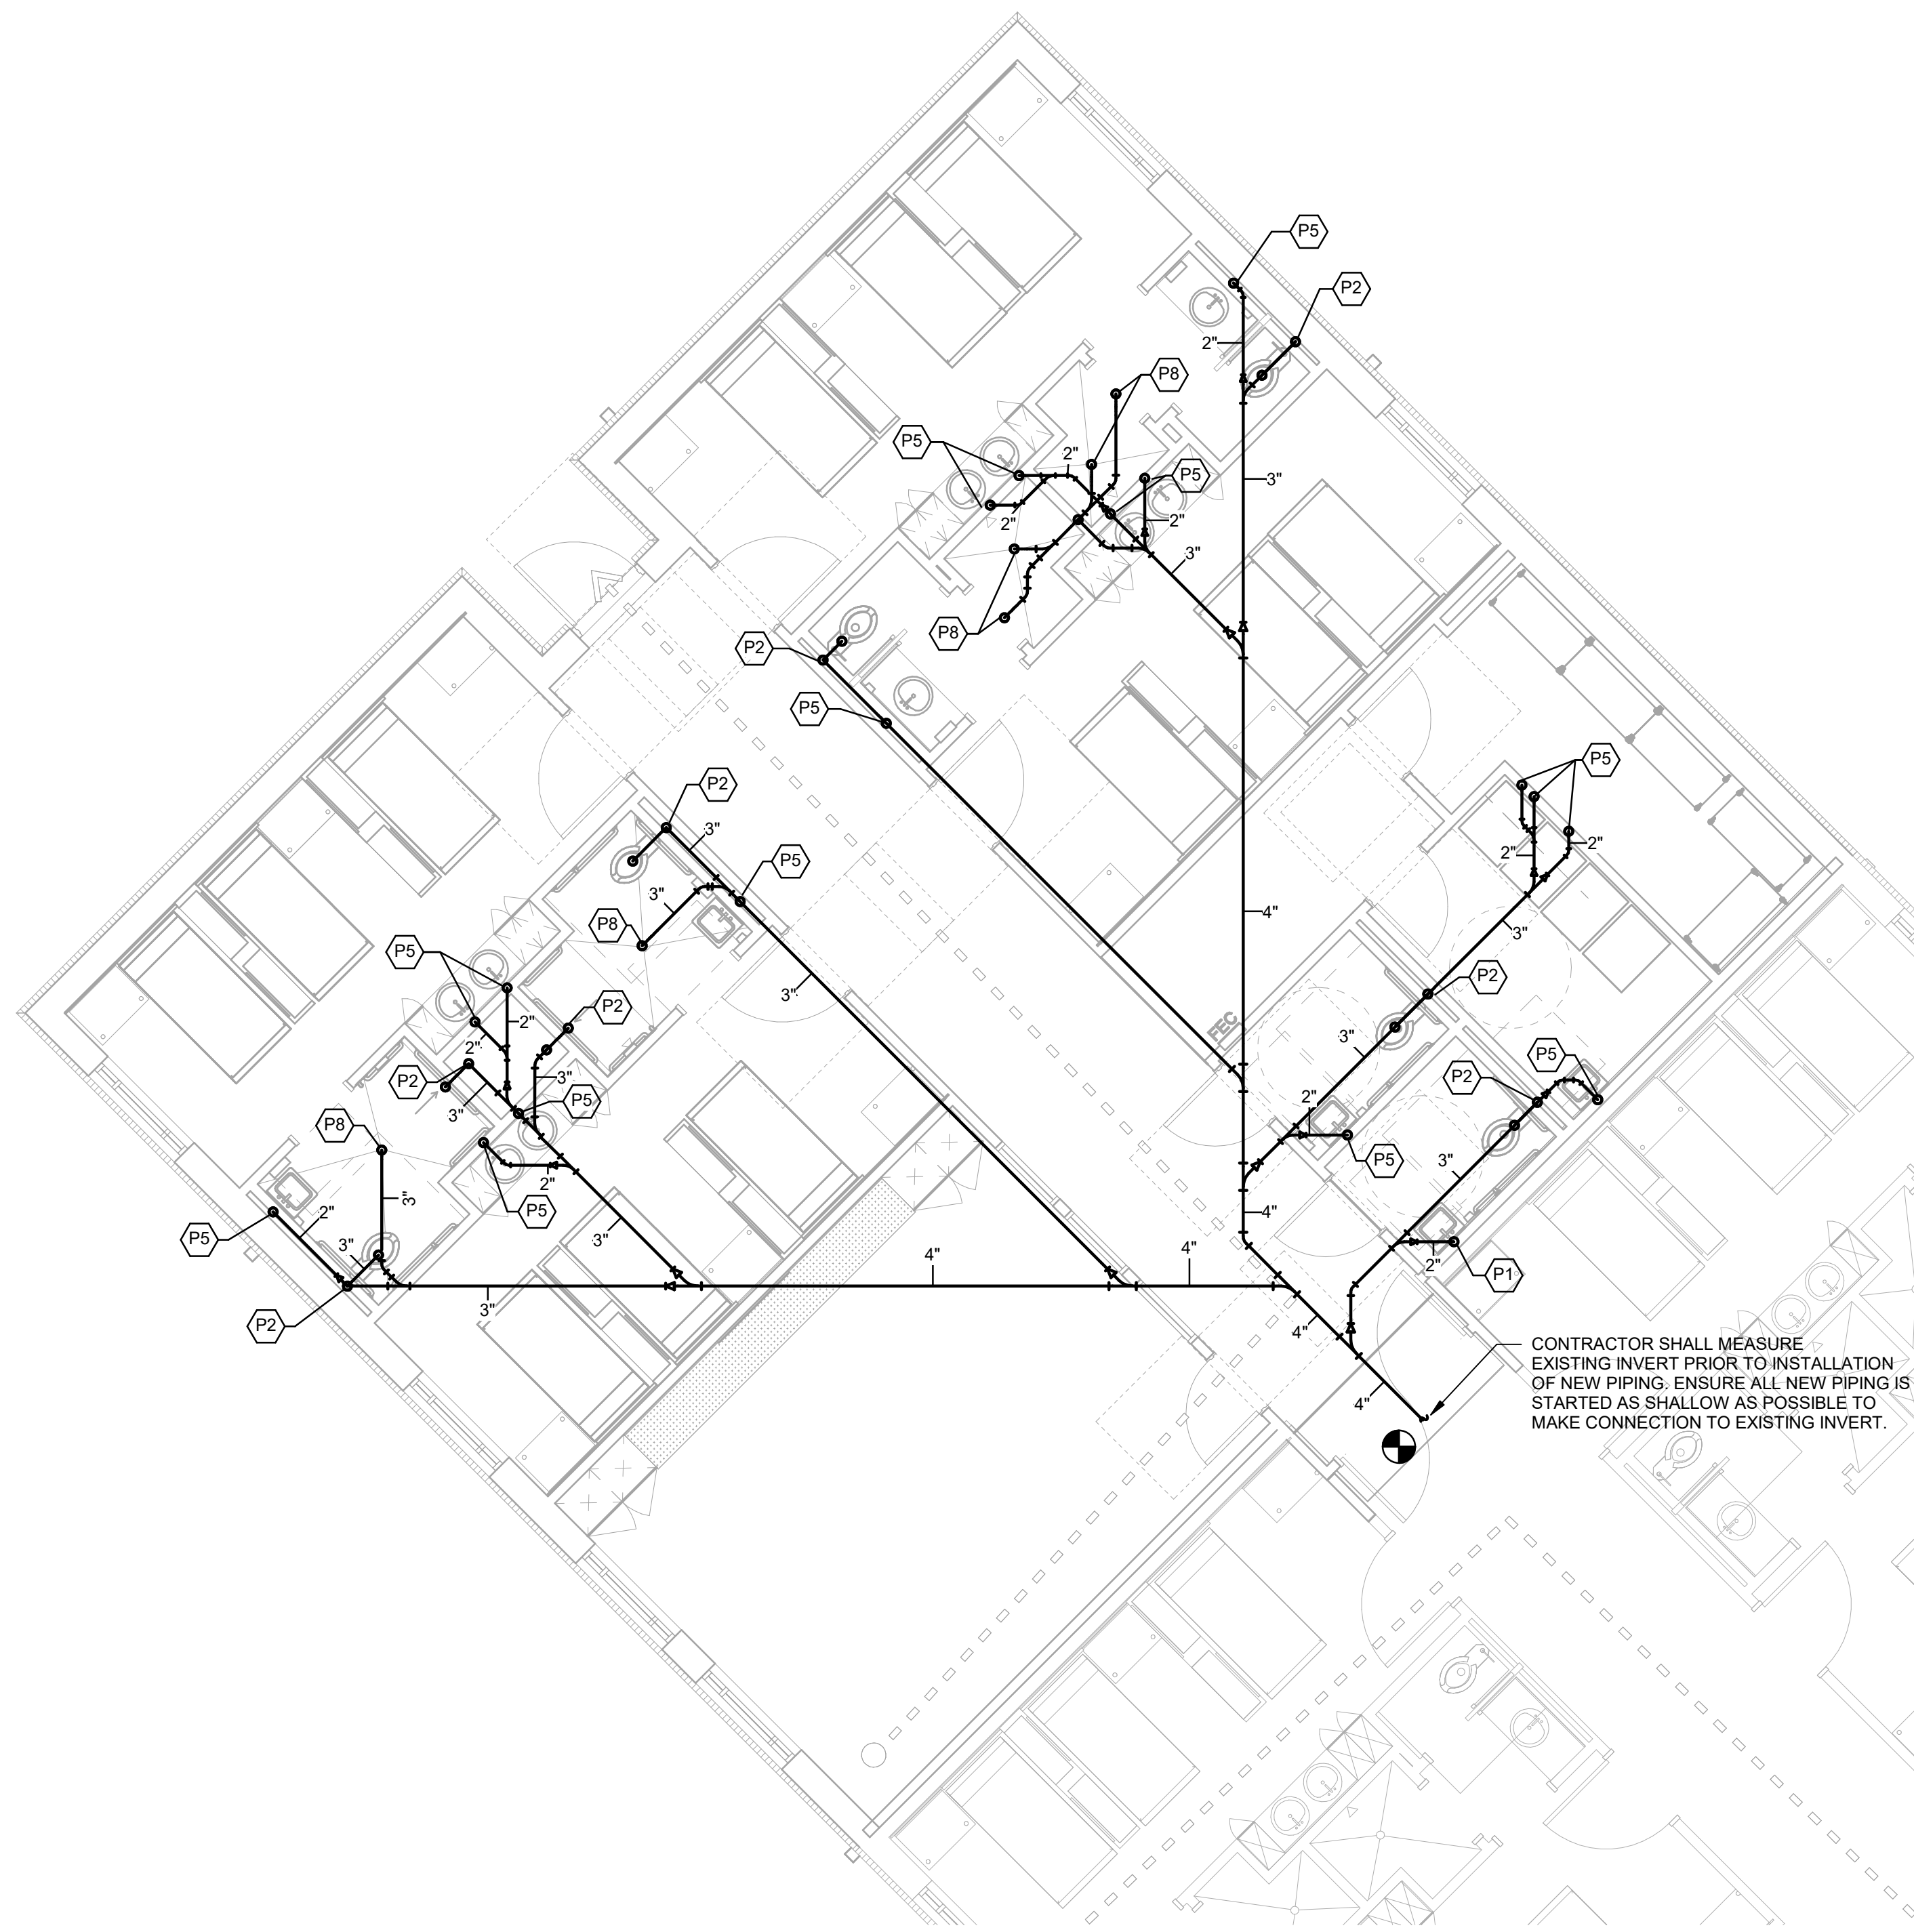 P5
P2
2"
P8
P5
2"
3"
P5
2"
2"
3"
P8
P2
P5
P5
P2
3"
2"
2"
P5
3"
P8
4"
3"
P5
P2
3"
P2
2"
3"
FEC
3"
2"
P5
P2
3"
P2
P5
3"
2"
P8
P5
3"
2"
3"
P5
4"
2"
P5
3"
3"
4"
4"
2"
P1
P2
3"
4"
CONTRACTOR SHALL MEASURE
EXISTING INVERT PRIOR TO INSTALLATION
OF NEW PIPING. ENSURE ALL NEW PIPING IS
STARTED AS SHALLOW AS POSSIBLE TO
MAKE CONNECTION TO EXISTING INVERT.
4"